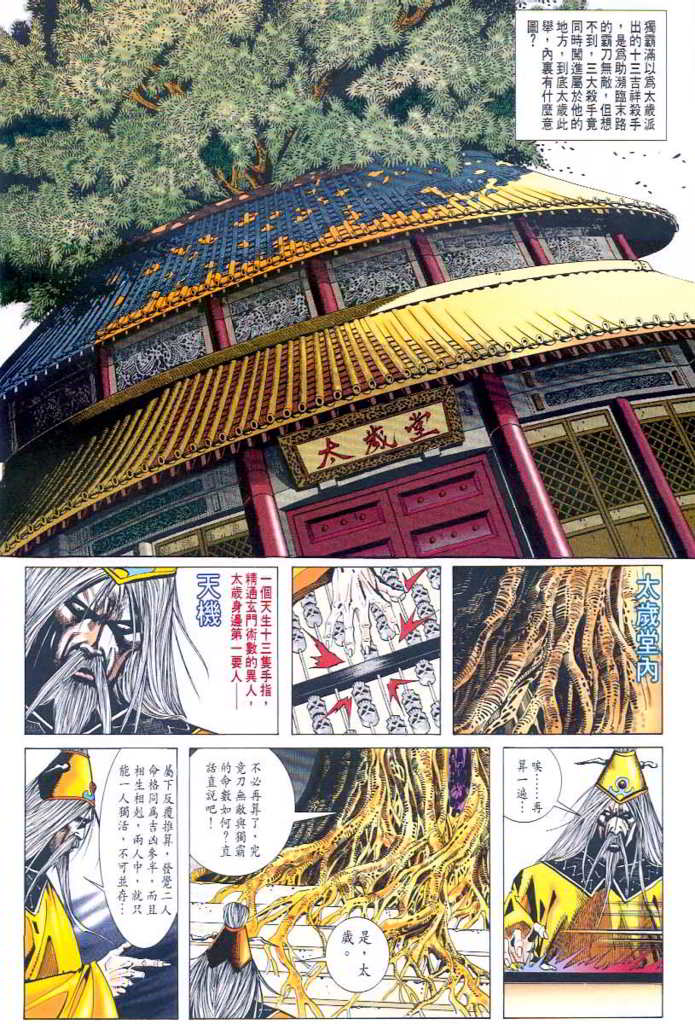 獨霸滿以爲太歲派
出的十三吉祥殺手
，是爲助瀕臨末路
的霸刀無敵，但想
不到，三大殺手竟
同時闖進屬於他的
地方，到底太歲此
舉，內裏有什麼意
圖？
太歲堂
太歲堂內
一個天生十三隻手指，
精通玄門術數的異人，
太歲身邊第一要人——
天機
唉……再
算一遍…
不必再算了，究
竟刀無敵與獨霸
的命數如何？直
話直說吧！
是，太
歲。
屬下反覆推算，發覺二人
命格同爲吉凶參半，而且
相生相剋，兩人中，就只
能一人獨活，不可並存…